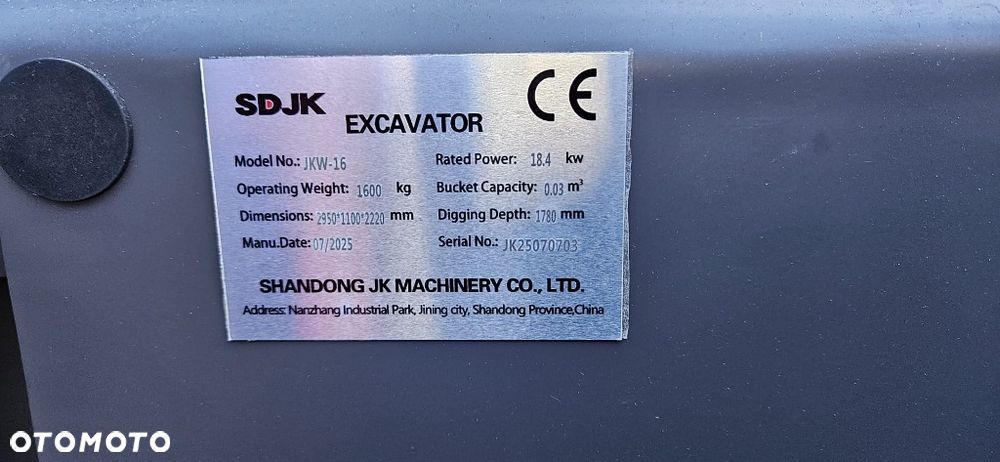 SDJK
CE
EXCAVATOR
Model No.: JKW-16
Rated Power: 18.4 kw
Operating Weight: 1600 kg
Bucket Capacity: 0.03 m³
Dimensions: 2950*1100*2220 mm
Digging Depth: 1780 mm
Manu.Date: 07/2025
Serial No.: JK25070703
SHANDONG JK MACHINERY CO., LTD.
Address: Nanzhang Industrial Park, Jining city, Shandong Province,China
OTOMOTO